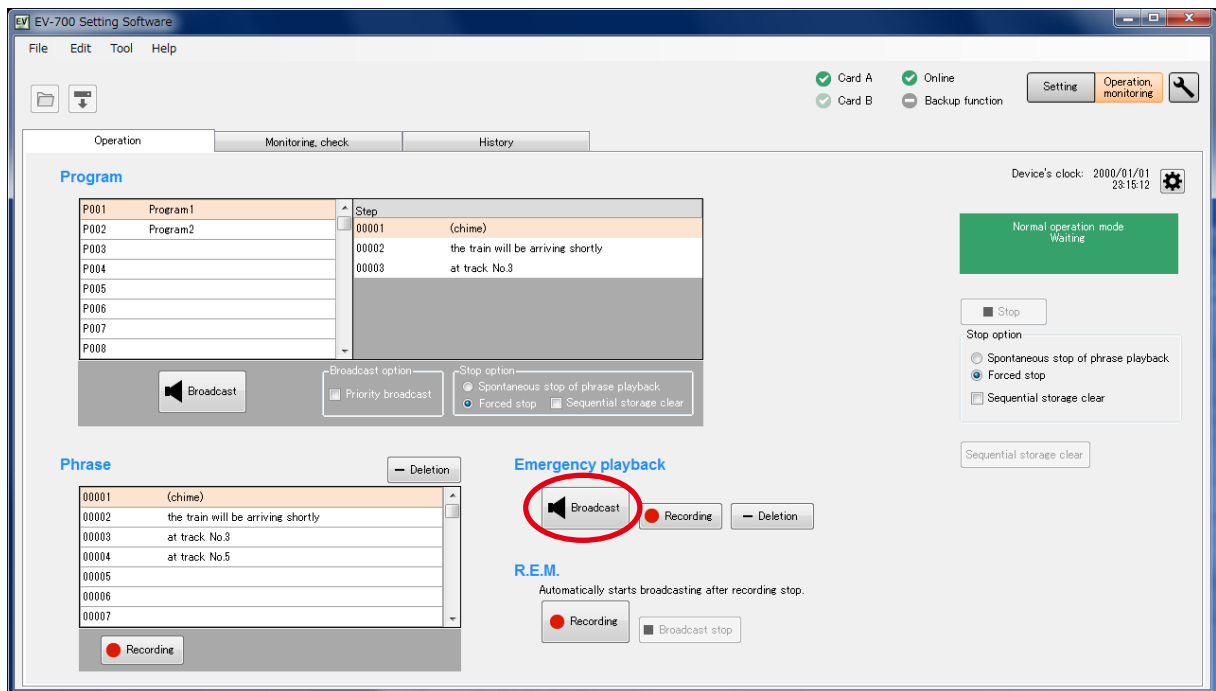 EV EV-700 Setting Software
File Edit Tool Help
Card A Online
Card B Backup function
Setting Operation, monitoring
Operation Monitoring, check History
Program
Device's clock: 2000/01/01
23:15:12
P001 Program1
P002 Program2
P003
P004
P005
P006
P007
P008
Step
00001 (chime)
00002 the train will be arriving shortly
00003 at track No.3
Normal operation mode
Waiting
Stop
Stop option
Spontaneous stop of phrase playback
Forced stop
Sequential storage clear
Sequential storage clear
Broadcast
Broadcast option
Priority broadcast
Stop option
Spontaneous stop of phrase playback
Forced stop Sequential storage clear
Phrase
Deletion
00001 (chime)
00002 the train will be arriving shortly
00003 at track No.3
00004 at track No.5
00005
00006
00007
Recording
Emergency playback
Broadcast Recording Deletion
R.E.M.
Automatically starts broadcasting after recording stop.
Recording Broadcast stop